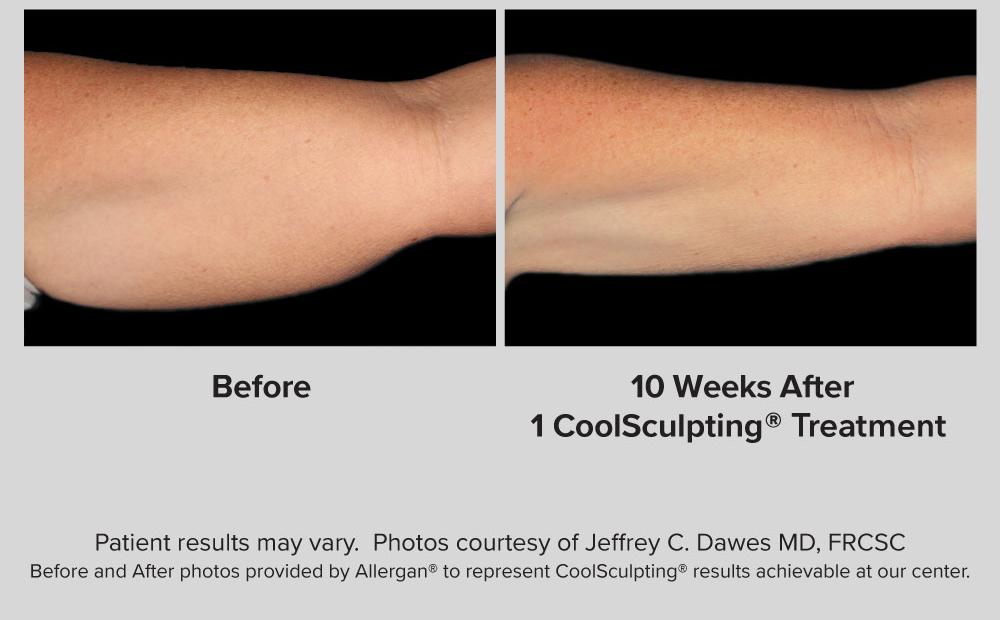 Before
10 Weeks After
1 CoolSculpting® Treatment
Patient results may vary.  Photos courtesy of Jeffrey C. Dawes MD, FRCSC
Before and After photos provided by Allergan® to represent CoolSculpting® results achievable at our center.